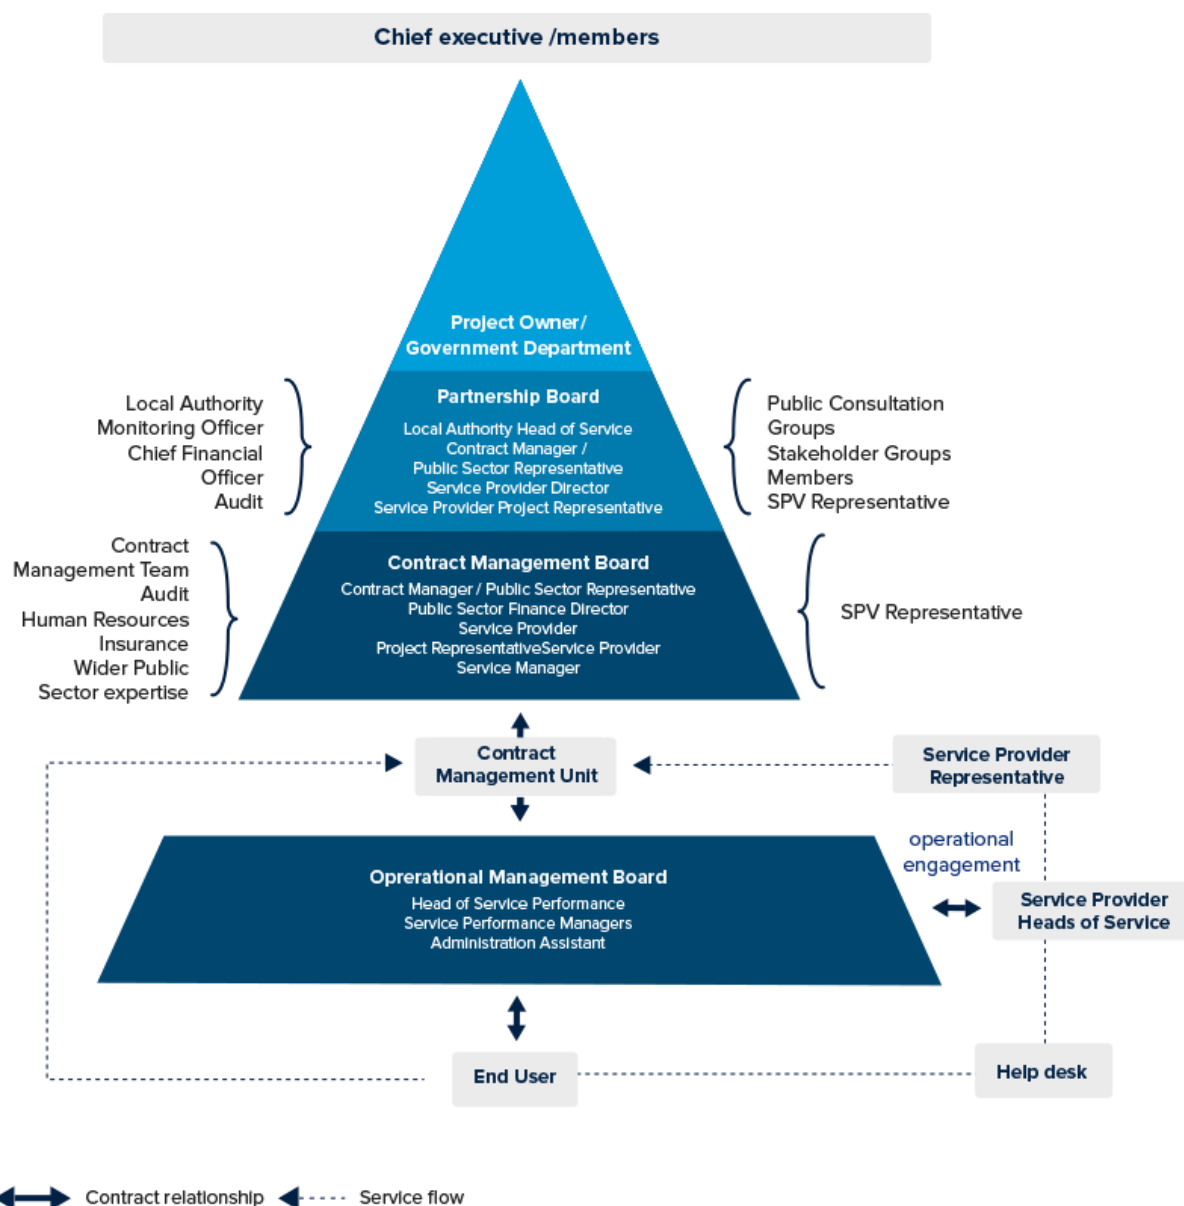 Chief executive /members
Project Owner/
Government Department
Partnership Board
Local Authority Head of Service
Contract Manager /
Public Sector Representative
Service Provider Director
Service Provider Project Representative
Local Authority
Monitoring Officer
Chief Financial
Officer
Audit
Public Consultation
Groups
Stakeholder Groups
Members
SPV Representative
Contract Management Board
Contract Manager / Public Sector Representative
Public Sector Finance Director
Service Provider
Project RepresentativeService Provider
Service Manager
Contract
Management Team
Audit
Human Resources
Insurance
Wider Public
Sector expertise
SPV Representative
Contract
Management Unit
Service Provider
Representative
operational
engagement
Oprerational Management Board
Head of Service Performance
Service Performance Managers
Administration Assistant
Service Provider
Heads of Service
End User
Help desk
Contract relationship
Service flow